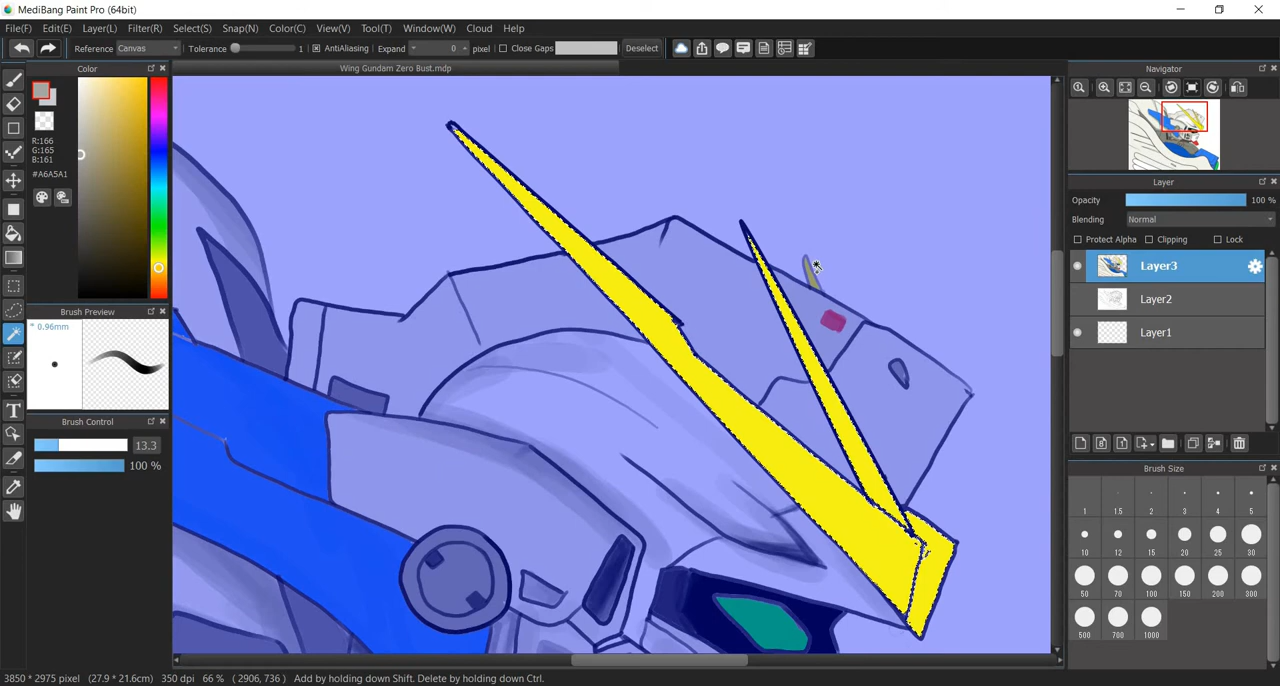 MediBang Paint Pro (64bit)
File(F) Edit(E) Layer(L) Filter(R) Select(S) Snap(N) Color(C) View(V) Tool(T) Window(W) Cloud Help
Reference Canvas Tolerance 1 AntiAliasing Expand 0 pixel Close Gaps Deselect
Color
Wing Gundam Zero Bust.mdp
Navigator
R:166
G:165
B:161
#A6A5A1
Layer
Opacity 100 %
Blending Normal
Protect Alpha Clipping Lock
Layer3
Layer2
Layer1
Brush Preview
* 0.96mm
Brush Control
13.3
100 %
Brush Size
1 1.5 2 3 4 5
10 12 15 20 25 30
50 70 100 150 200 300
500 700 1000
3850 * 2975 pixel (27.9 * 21.6cm) 350 dpi 66 % ( 2906, 736 ) Add by holding down Shift. Delete by holding down Ctrl.